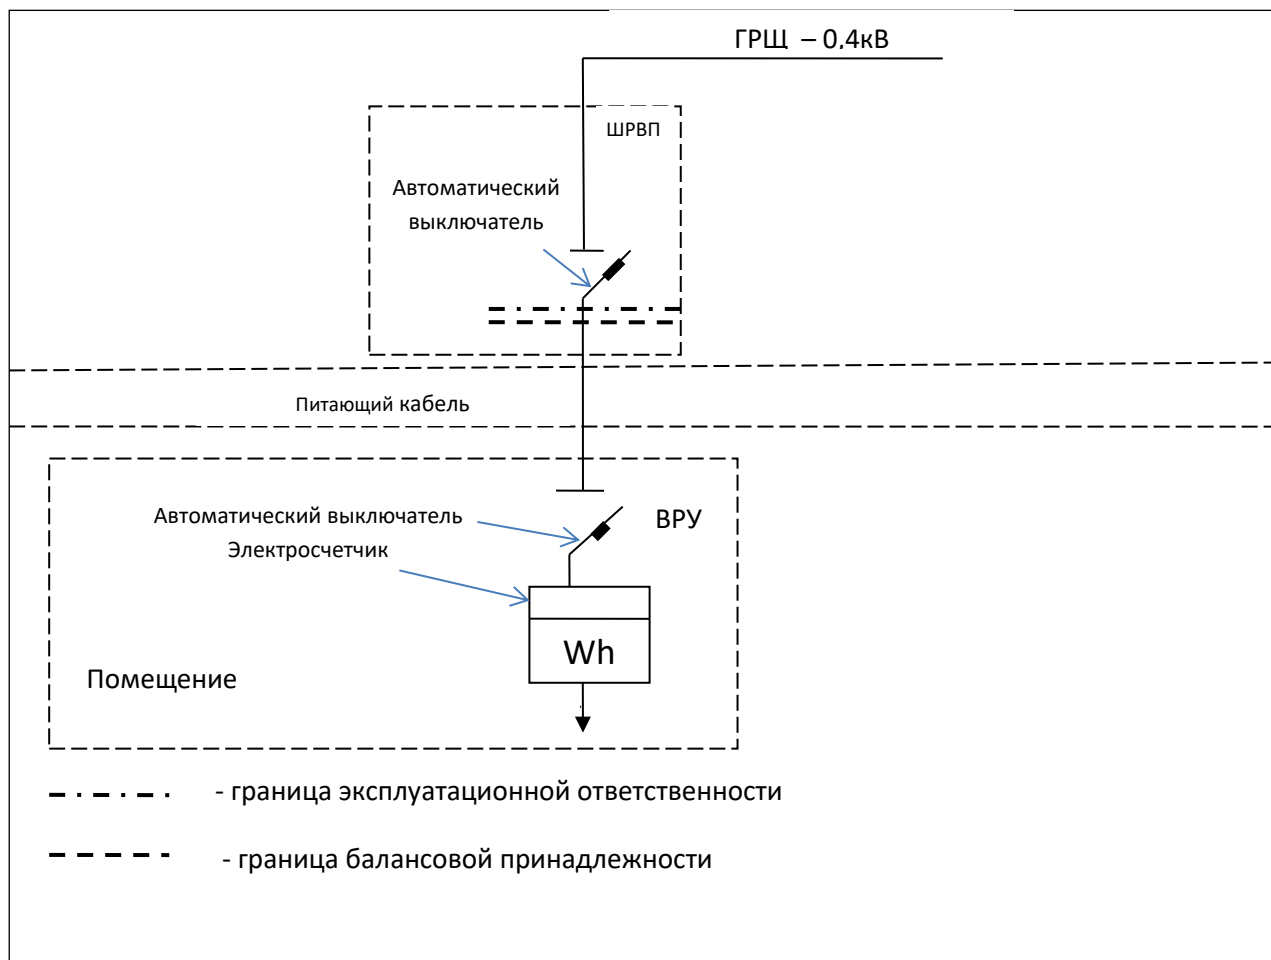 ГРЩ – 0,4кВ
ШРВП
Автоматический
выключатель
Питающий кабель
Автоматический выключатель
ВРУ
Электросчетчик
Wh
Помещение
- граница эксплуатационной ответственности
- граница балансовой принадлежности